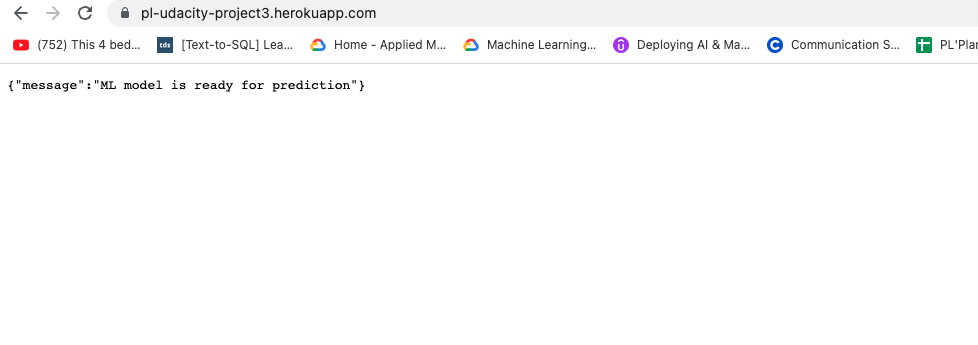 pl-udacity-project3.herokuapp.com
(752) This 4 bed... tds [Text-to-SQL] Lea... Home - Applied M... Machine Learning... Deploying AI & Ma... Communication S... PL'Plan
{"message":"ML model is ready for prediction"}